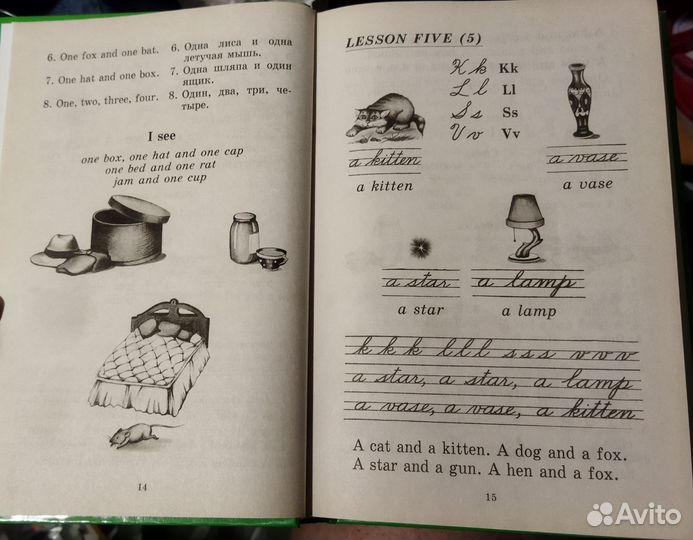 6. One fox and one bat.
6. Одна лиса и одна
летучая мышь.
7. One hat and one box.
7. Одна шляпа и один
ящик.
8. One, two, three, four.
8. Один, два, три, че-
тыре.
I see
one box, one hat and one cap
one bed and one rat
jam and one cup
14
LESSON FIVE (5)
K k Kk
L l Ll
S s Ss
V v Vv
a kitten
a kitten
a vase
a vase
a star
a star
a lamp
a lamp
k k k l l l s s s v v v
a star, a star, a lamp
a vase, a vase, a kitten
A cat and a kitten. A dog and a fox.
A star and a gun. A hen and a fox.
15
Avito